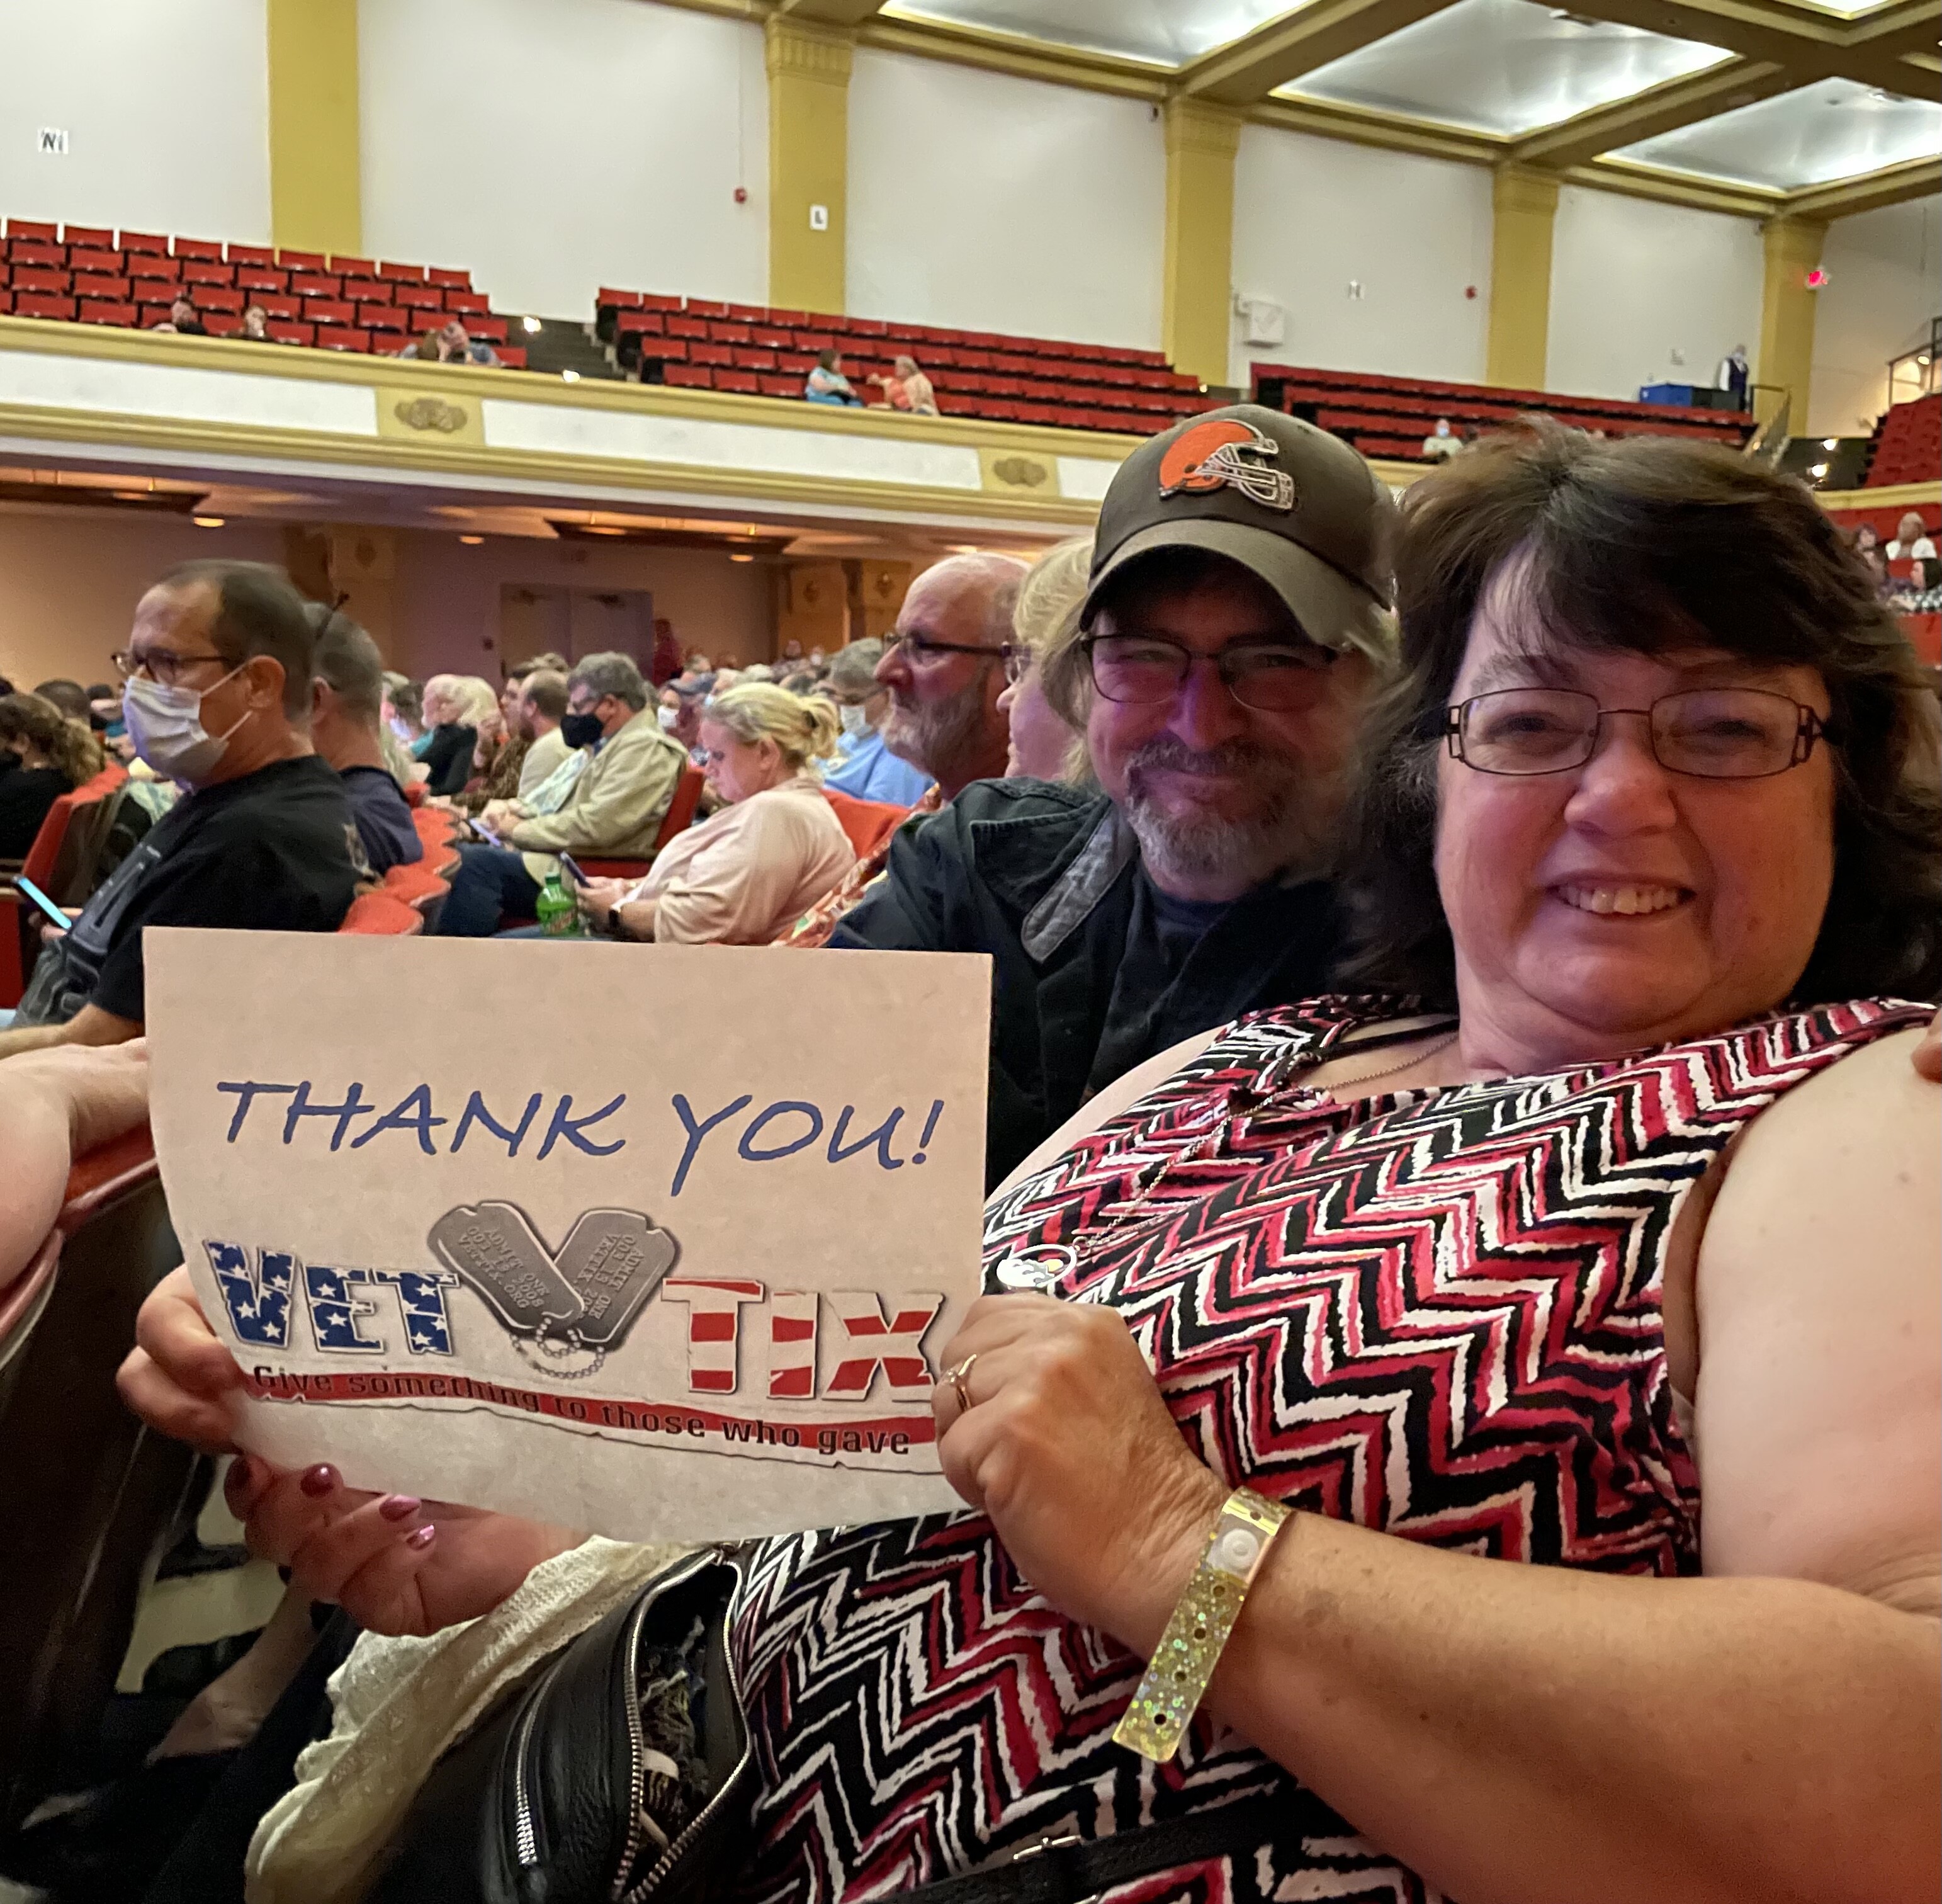 N
L
THANK YOU!
VET TIX
Give something to those who gave